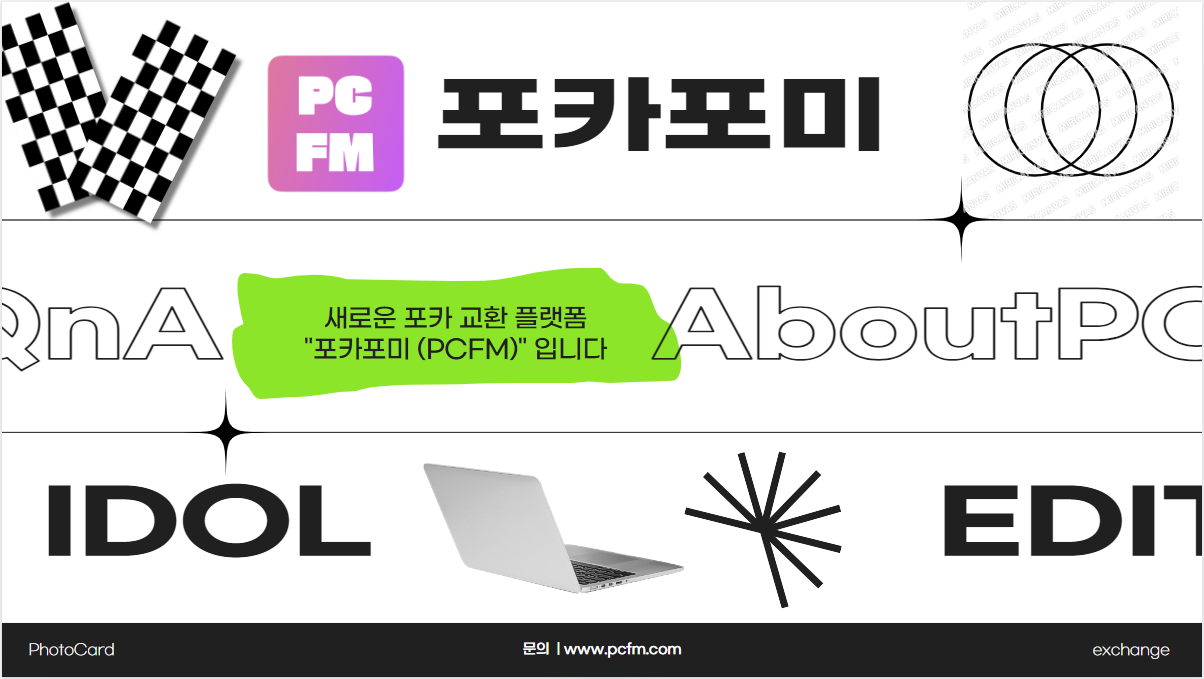 PC
FM
포카포미
MIRICANVAS
QnA
새로운 포카 교환 플랫폼
"포카포미 (PCFM)" 입니다
AboutPC
IDOL
EDIT
PhotoCard
문의 | www.pcfm.com
exchange